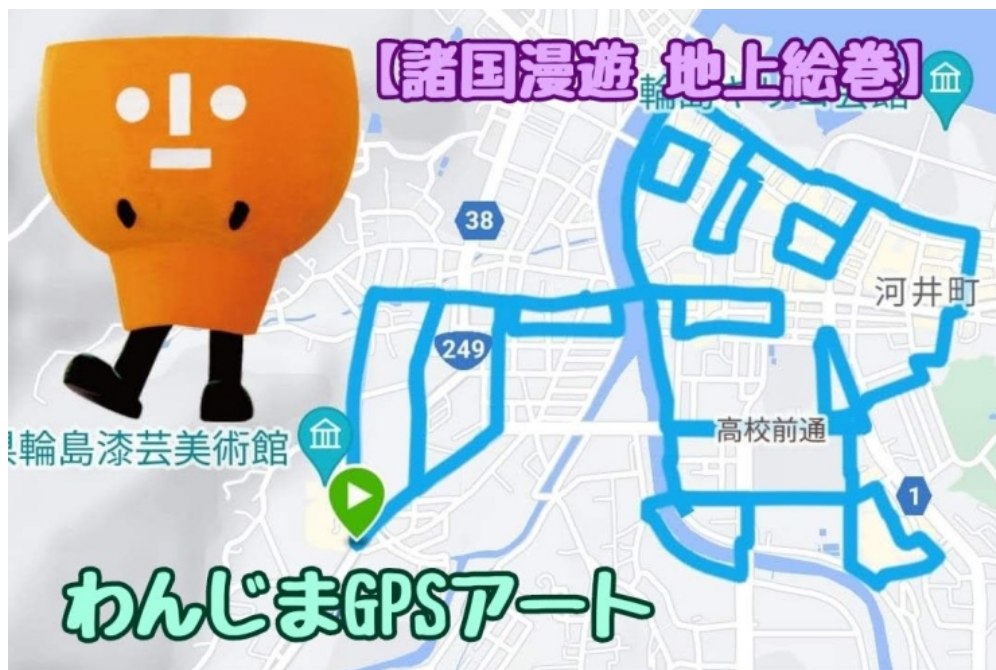 【諸国漫遊 地上絵巻】
38
河井町
249
高校前通
県輪島漆芸美術館
1
わんじまGPSアート